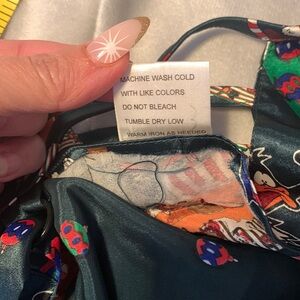 MACHINE WASH COLD
WITH LIKE COLORS
DO NOT BLEACH
TUMBLE DRY LOW
WARM IRON AS NEEDED